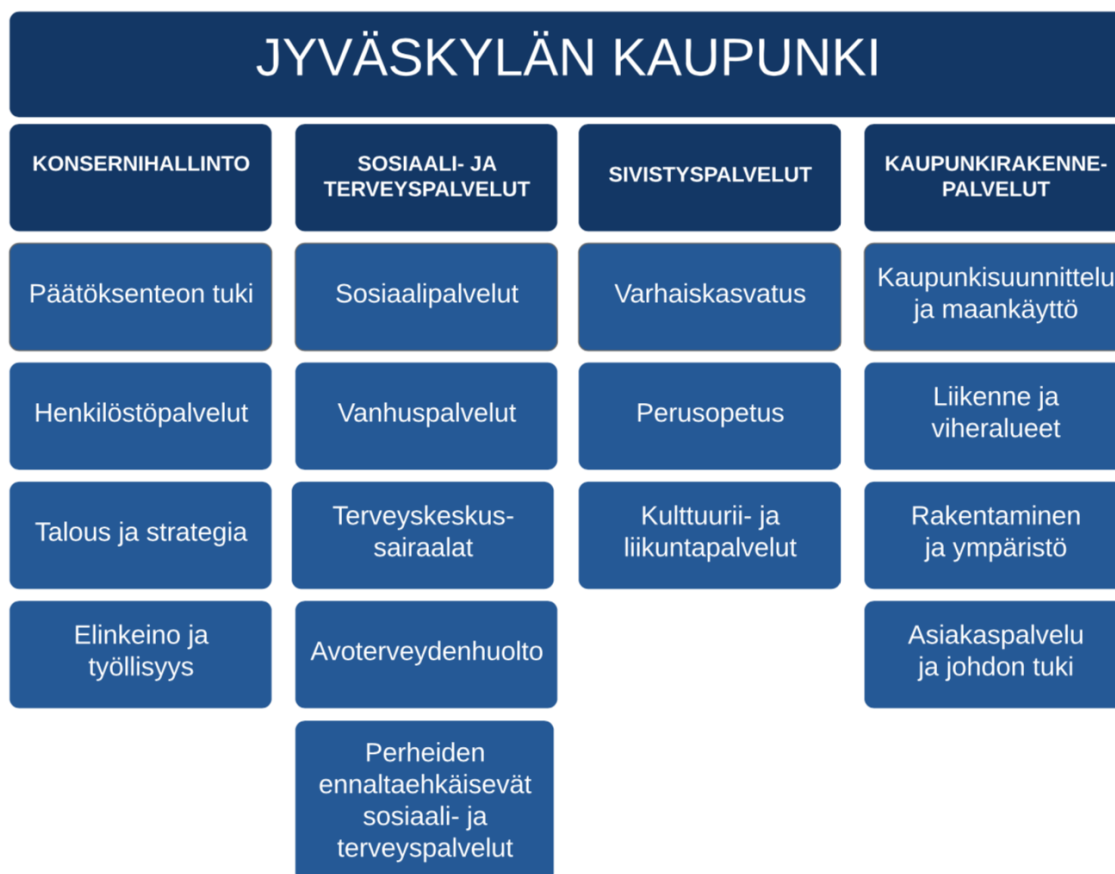 JYVÄSKYLÄN KAUPUNKI
KONSERNIHALLINTO
Päätöksenteon tuki
Henkilöstöpalvelut
Talous ja strategia
Elinkeino ja
työllisyys
SOSIAALI- JA
TERVEYSPALVELUT
Sosiaalipalvelut
Vanhuspalvelut
Terveyskeskus-
sairaalat
Avoterveydenhuolto
Perheiden
ennaltaehkäisevät
sosiaali- ja
terveyspalvelut
SIVISTYSPALVELUT
Varhaiskasvatus
Perusopetus
Kulttuurii- ja
liikuntapalvelut
KAUPUNKIRAKENNE-
PALVELUT
Kaupunkisuunnittelu
ja maankäyttö
Liikenne ja
viheralueet
Rakentaminen
ja ympäristö
Asiakaspalvelu
ja johdon tuki